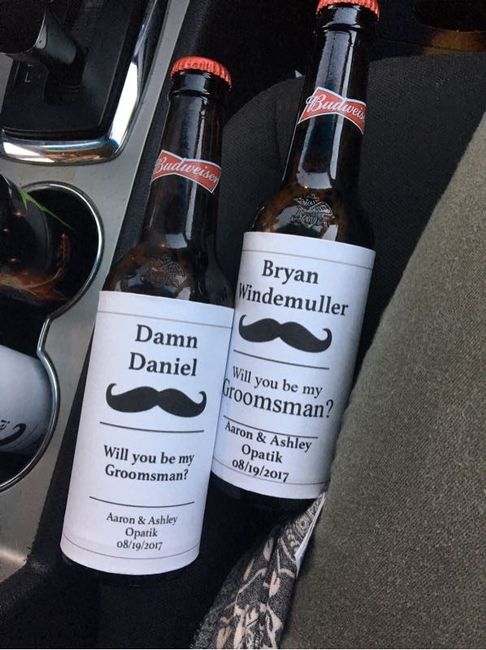 Budweiser
Damn
Daniel
Will you be my
Groomsman?
Aaron & Ashley
Opatik
08/19/2017
Budweiser
Bryan
Windemuller
Will you be my
Groomsman?
Aaron & Ashley
Opatik
08/19/2017